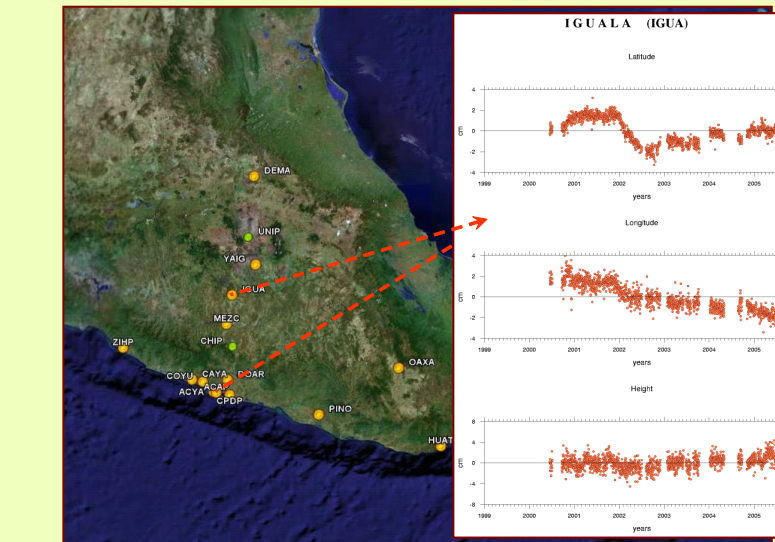 I G U A L A (IGUA)
Latitude
4
2
0
-2
-4
cm
1999 2000 2001 2002 2003 2004 2005
years
Longitude
4
2
0
-2
-4
cm
1999 2000 2001 2002 2003 2004 2005
years
Height
8
4
0
-4
-8
cm
1999 2000 2001 2002 2003 2004 2005
years
DEMA
UNIP
YAIG
IGUA
MEZC
CHIP
ZIHP
OAXA
COYU CAYA DOAR
ACYA ACAP
CPDP
PINO
HUAT